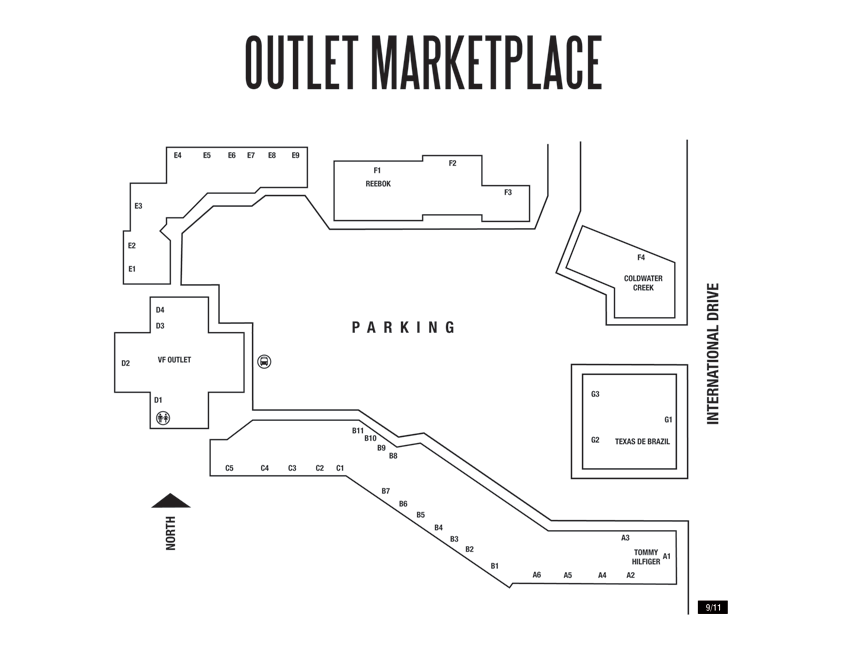 OUTLET MARKETPLACE
E4 E5 E6 E7 E8 E9
E3
E2
E1
F1
REEBOK
F2
F3
F4
COLDWATER
CREEK
INTERNATIONAL DRIVE
PARKING
D4
D3
D2
VF OUTLET
D1
G3
G1
G2
TEXAS DE BRAZIL
B11
B10
B9
B8
C5 C4 C3 C2 C1
B7
B6
B5
B4
B3
B2
B1
A3
TOMMY
HILFIGER
A1
A6 A5 A4 A2
NORTH
9/11